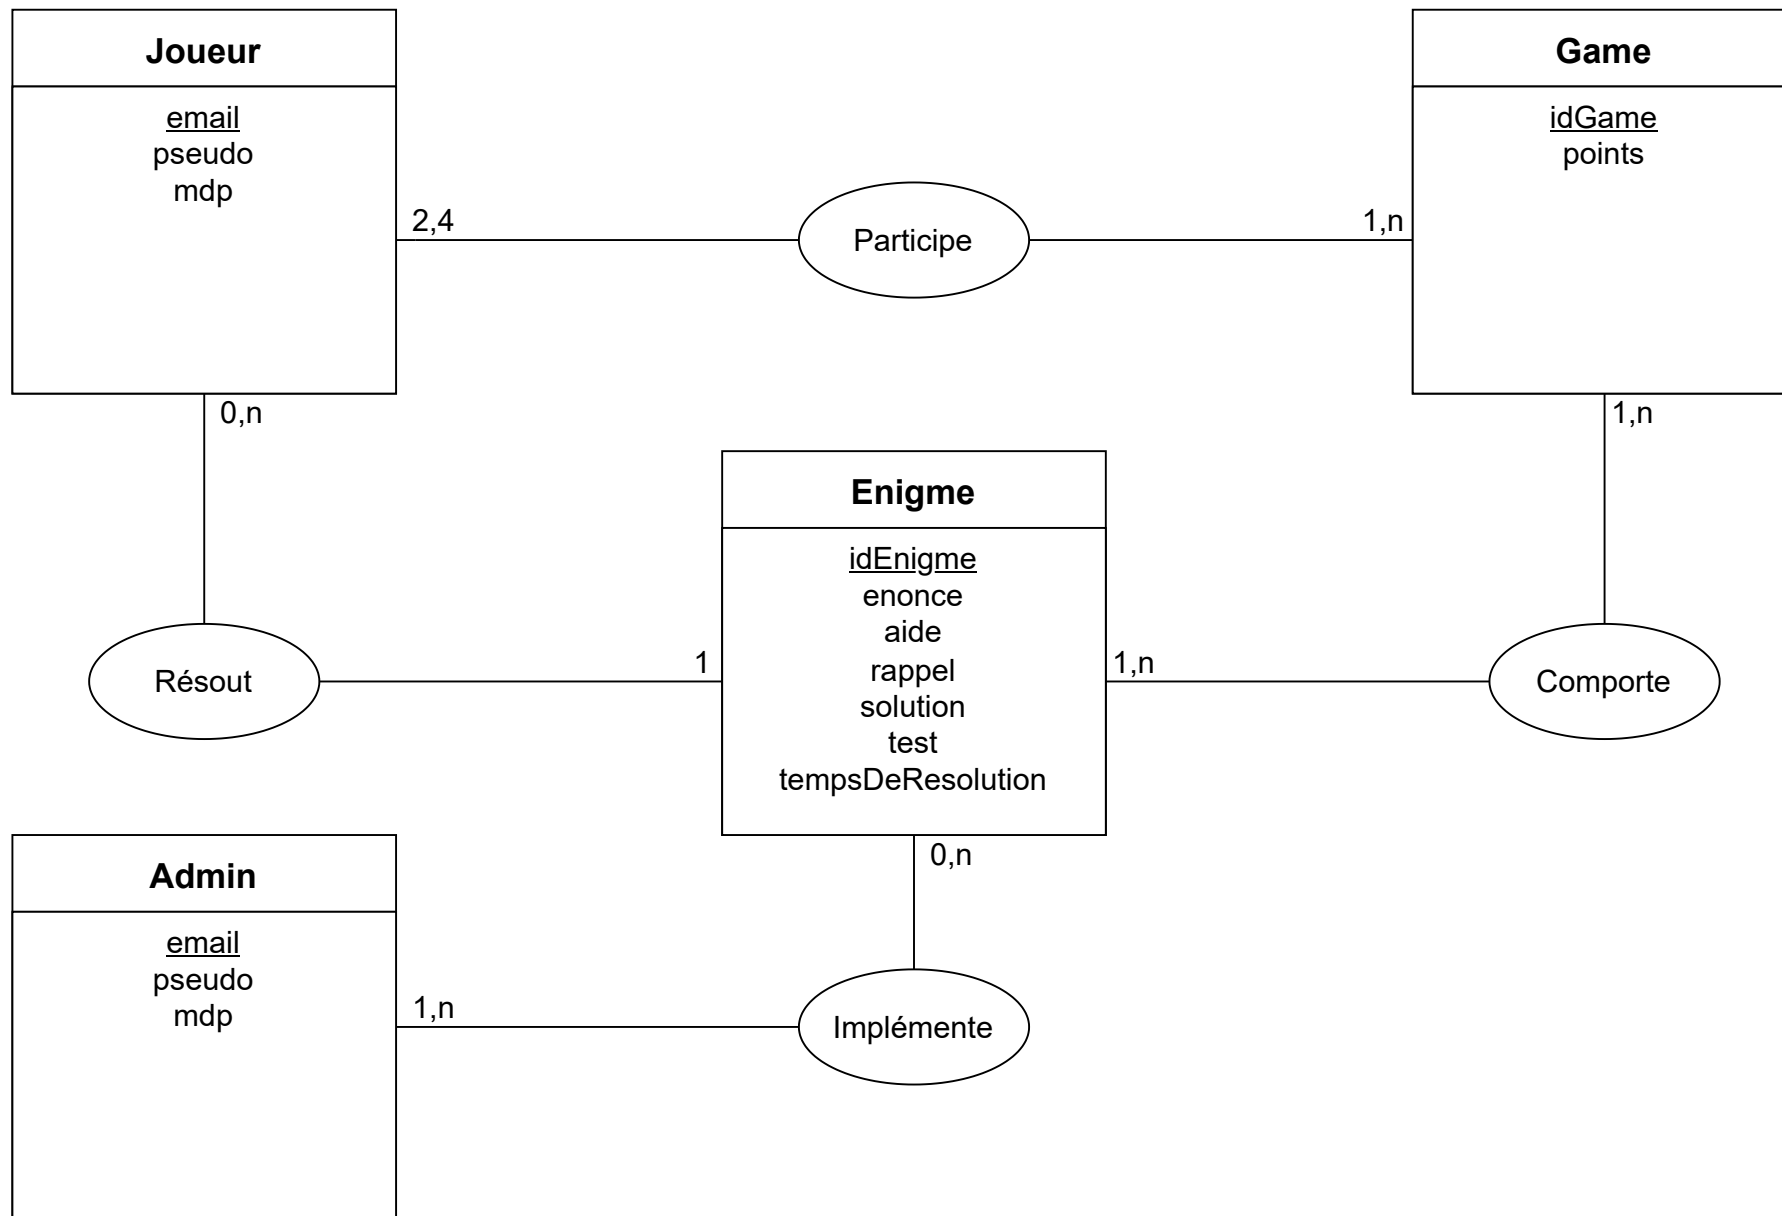 Joueur
email
pseudo
mdp
Game
idGame
points
2,4
Participe
1,n
0,n
1,n
Enigme
idEnigme
enonce
aide
rappel
solution
test
tempsDeResolution
Résout
1
1,n
Comporte
0,n
Admin
email
pseudo
mdp
1,n
Implémente